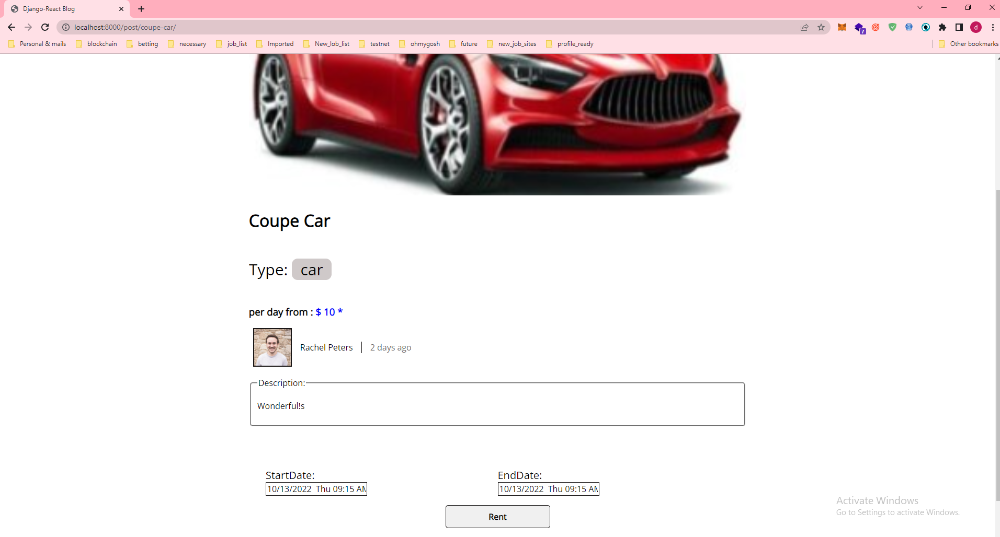 Django-React Blog
localhost:8000/post/coupe-car/
7
d
Personal & mails blockchain betting necessary job_list Imported New_lob_list testnet ohmygosh future new_job_sites profile_ready Other bookmarks
Coupe Car
Type: car
per day from : $ 10 *
Rachel Peters 2 days ago
Description:
Wonderful!s
StartDate: EndDate:
10/13/2022 Thu 09:15 AM 10/13/2022 Thu 09:15 AM
Rent
Activate Windows
Go to Settings to activate Windows.